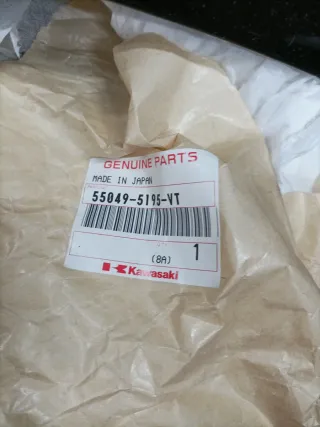 GENUINE PARTS
MADE IN JAPAN
55049-5195-VT
1
(8A)
Kawasaki